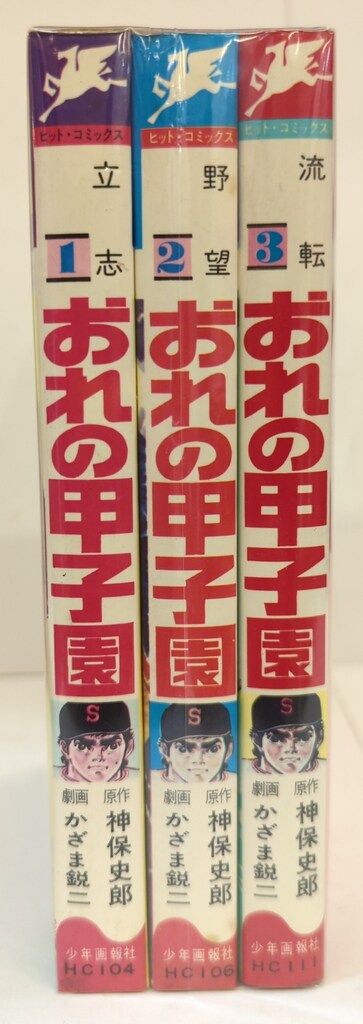 ヒット・コミックス
立志
1
おれの甲子園
S
原作 神保史郎
劇画 かざま鋭二
少年画報社
HC104
ヒット・コミックス
野望
2
おれの甲子園
S
原作 神保史郎
劇画 かざま鋭二
少年画報社
HC106
ヒット・コミックス
流転
3
おれの甲子園
S
原作 神保史郎
劇画 かざま鋭二
少年画報社
HC111